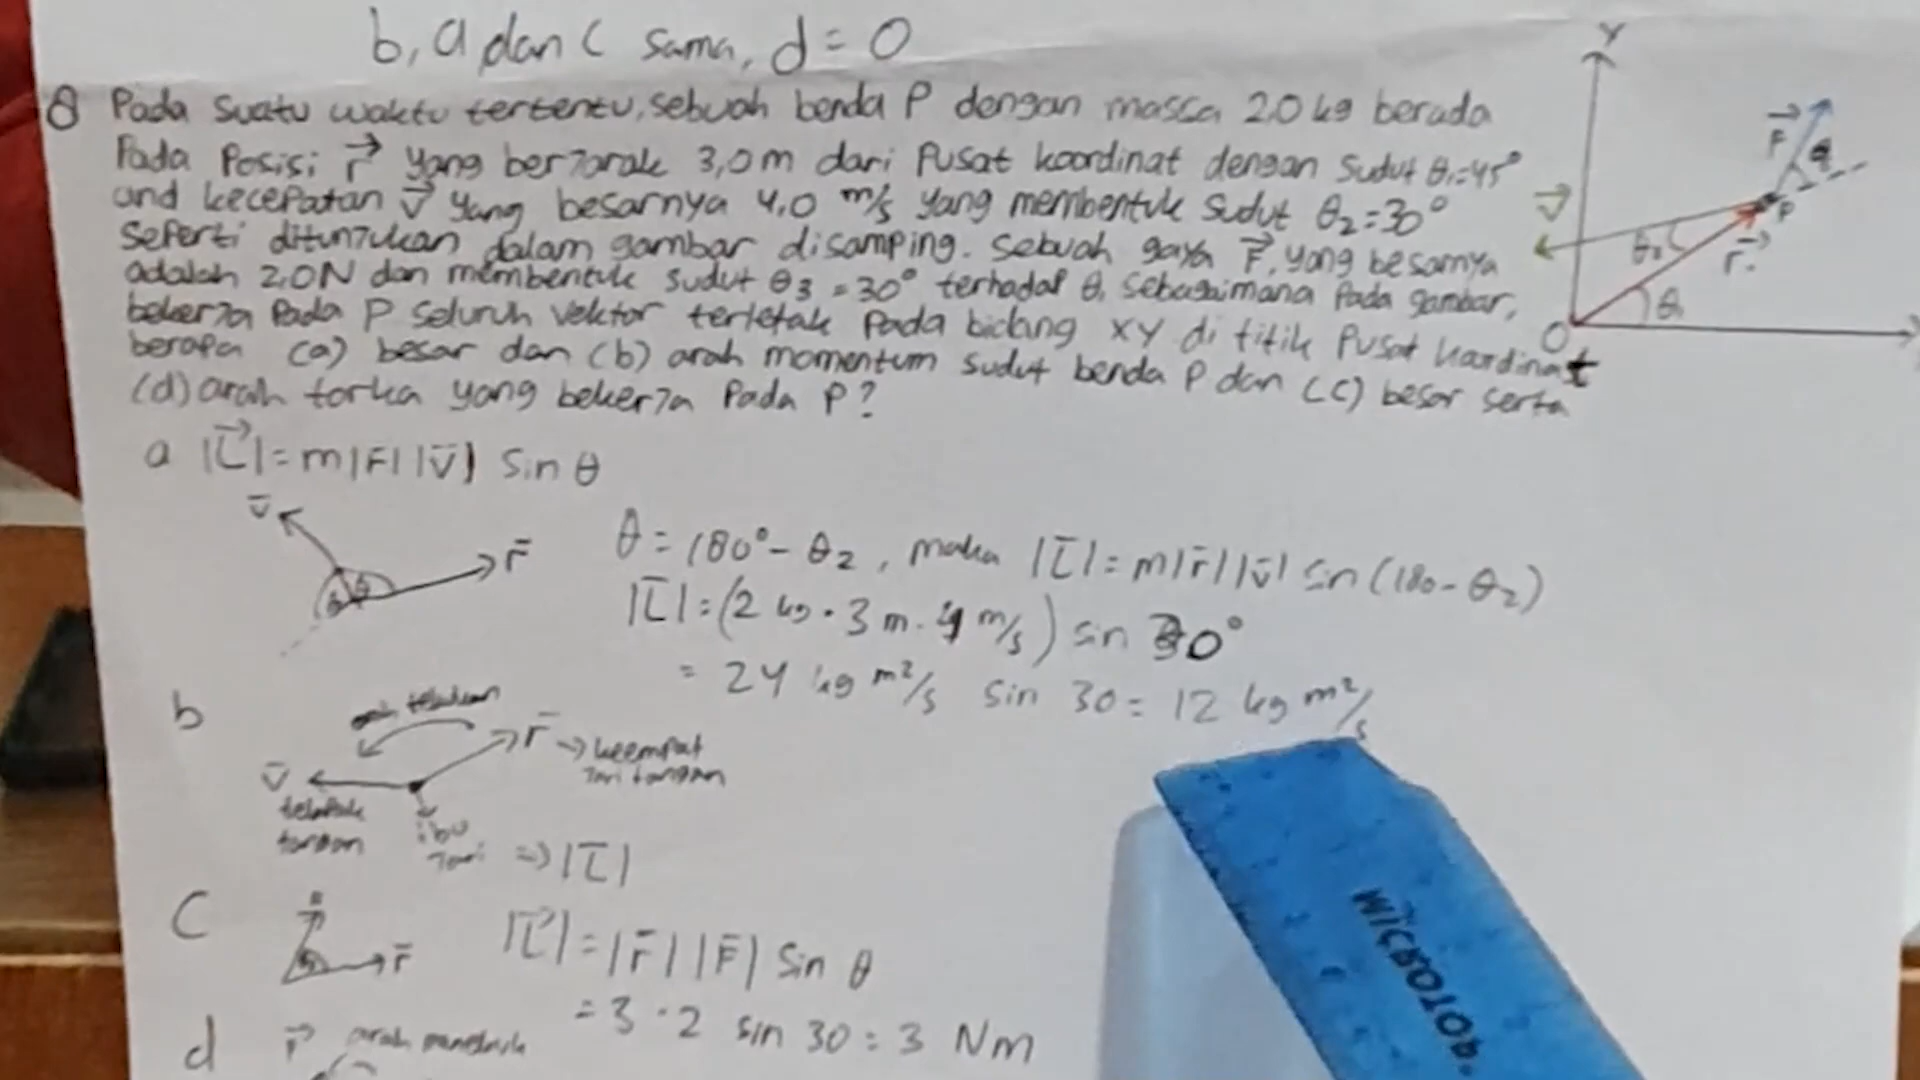 b, a dan c sama, d = 0
8 Pada suatu waktu tertentu, sebuah benda P dengan massa 2.0 kg berada
Pada Posisi r⃗ yang berjarak 3,0 m dari Pusat koordinat dengan sudut θ₁=45°
and kecepatan v⃗ yang besarnya 4,0 m/s yang membentuk sudut θ₂=30°
seperti ditunjukan dalam gambar disamping. sebuah gaya F⃗, yang besarnya
adalah 2,0N dan membentuk sudut θ₃ = 30° terhadap θ, sebagaimana pada gambar,
bekerja pada P seluruh vektor terletak pada bidang XY di titik pusat koordinat
berapa (a) besar dan (b) arah momentum sudut benda P dan (c) besar serta
(d) arah torka yang bekerja pada P?
Y
F⃗
P
v⃗
θ₂
r⃗
θ₁
O
a |L⃗| = m |r̄| |v̄| sin θ
v̄
r̄
θ = 180° - θ₂, maka |L̄| = m |r̄| |v̄| sin (180 - θ₂)
|L̄| = (2 kg · 3 m · 4 m/s) sin 30°
= 24 kg m²/s sin 30 = 12 kg m²/s
b
r̄ → keempat
jari tangan
v̄
telapak
tangan
ibu
jari ⇒ |L̄|
c
r̄
|τ⃗| = |r̄| |F̄| sin θ
= 3 · 2 sin 30 = 3 Nm
d r⃗ arah
MICROTOP